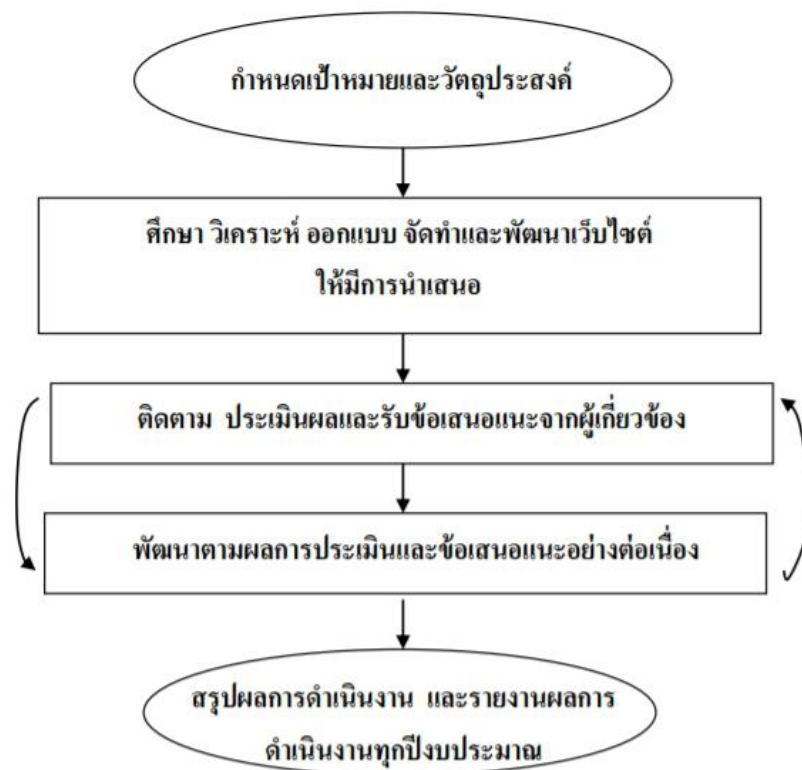 กำหนดเป้าหมายและวัตถุประสงค์
ศึกษา วิเคราะห์ ออกแบบ จัดทำและพัฒนาเว็บไซต์
ให้มีการนำเสนอ
ติดตาม ประเมินผลและรับข้อเสนอแนะจากผู้เกี่ยวข้อง
พัฒนาตามผลการประเมินและข้อเสนอแนะอย่างต่อเนื่อง
สรุปผลการดำเนินงาน และรายงานผลการ
ดำเนินงานทุกปีงบประมาณ